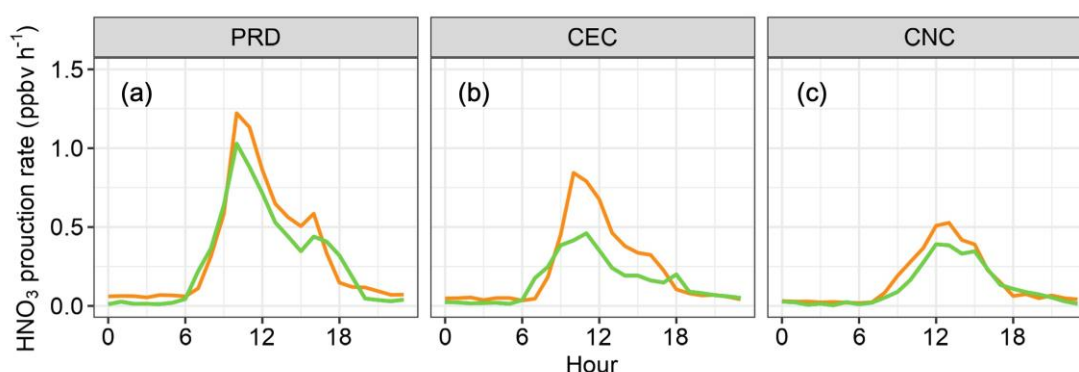 PRD CEC CNC
HNO3 prouction rate (ppbv h-1)
1.5
1.0
0.5
0.0
(a) (b) (c)
0 6 12 18 0 6 12 18 0 6 12 18
Hour